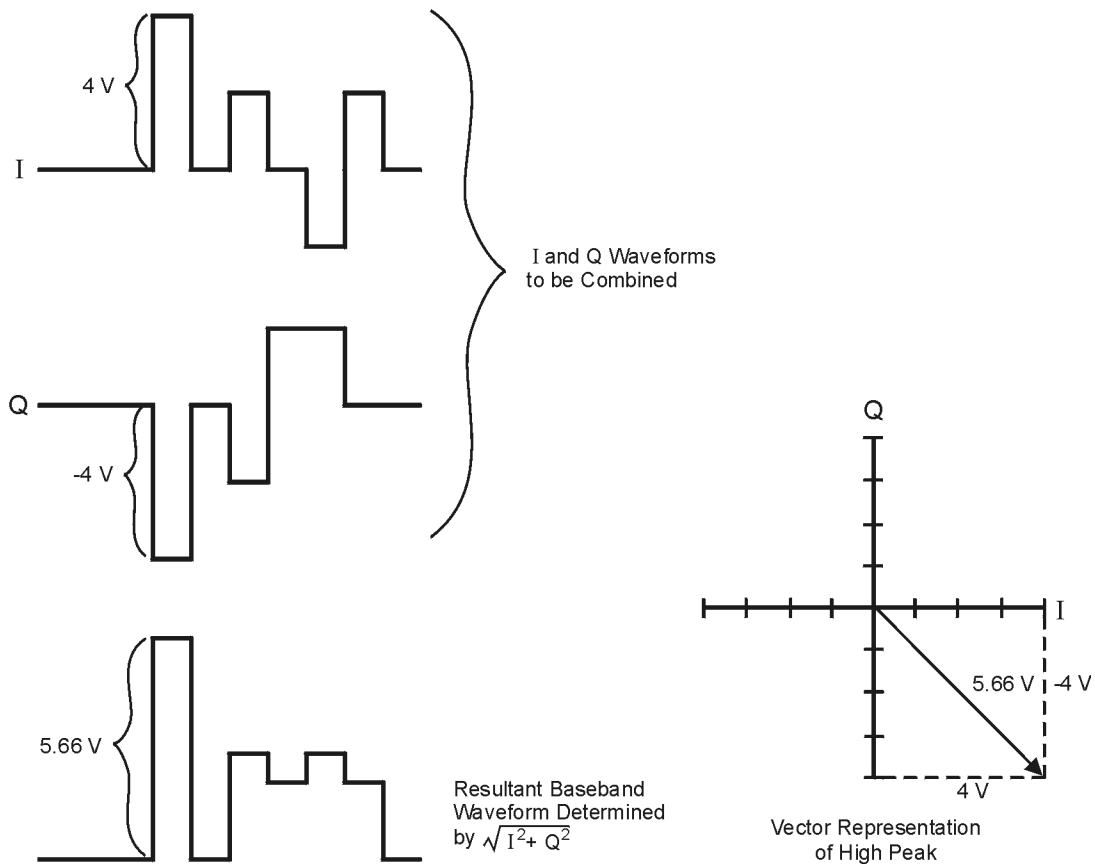 4 V
I
I and Q Waveforms
to be Combined
Q
-4 V
Q
I
5.66 V
-4 V
4 V
5.66 V
Resultant Baseband
Waveform Determined
by √I²+ Q²
Vector Representation
of High Peak